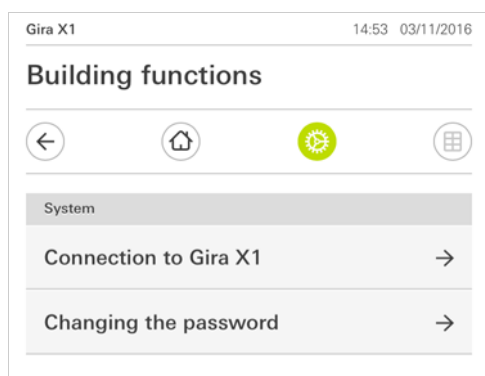 Gira X1 14:53 03/11/2016
Building functions
System
Connection to Gira X1
Changing the password